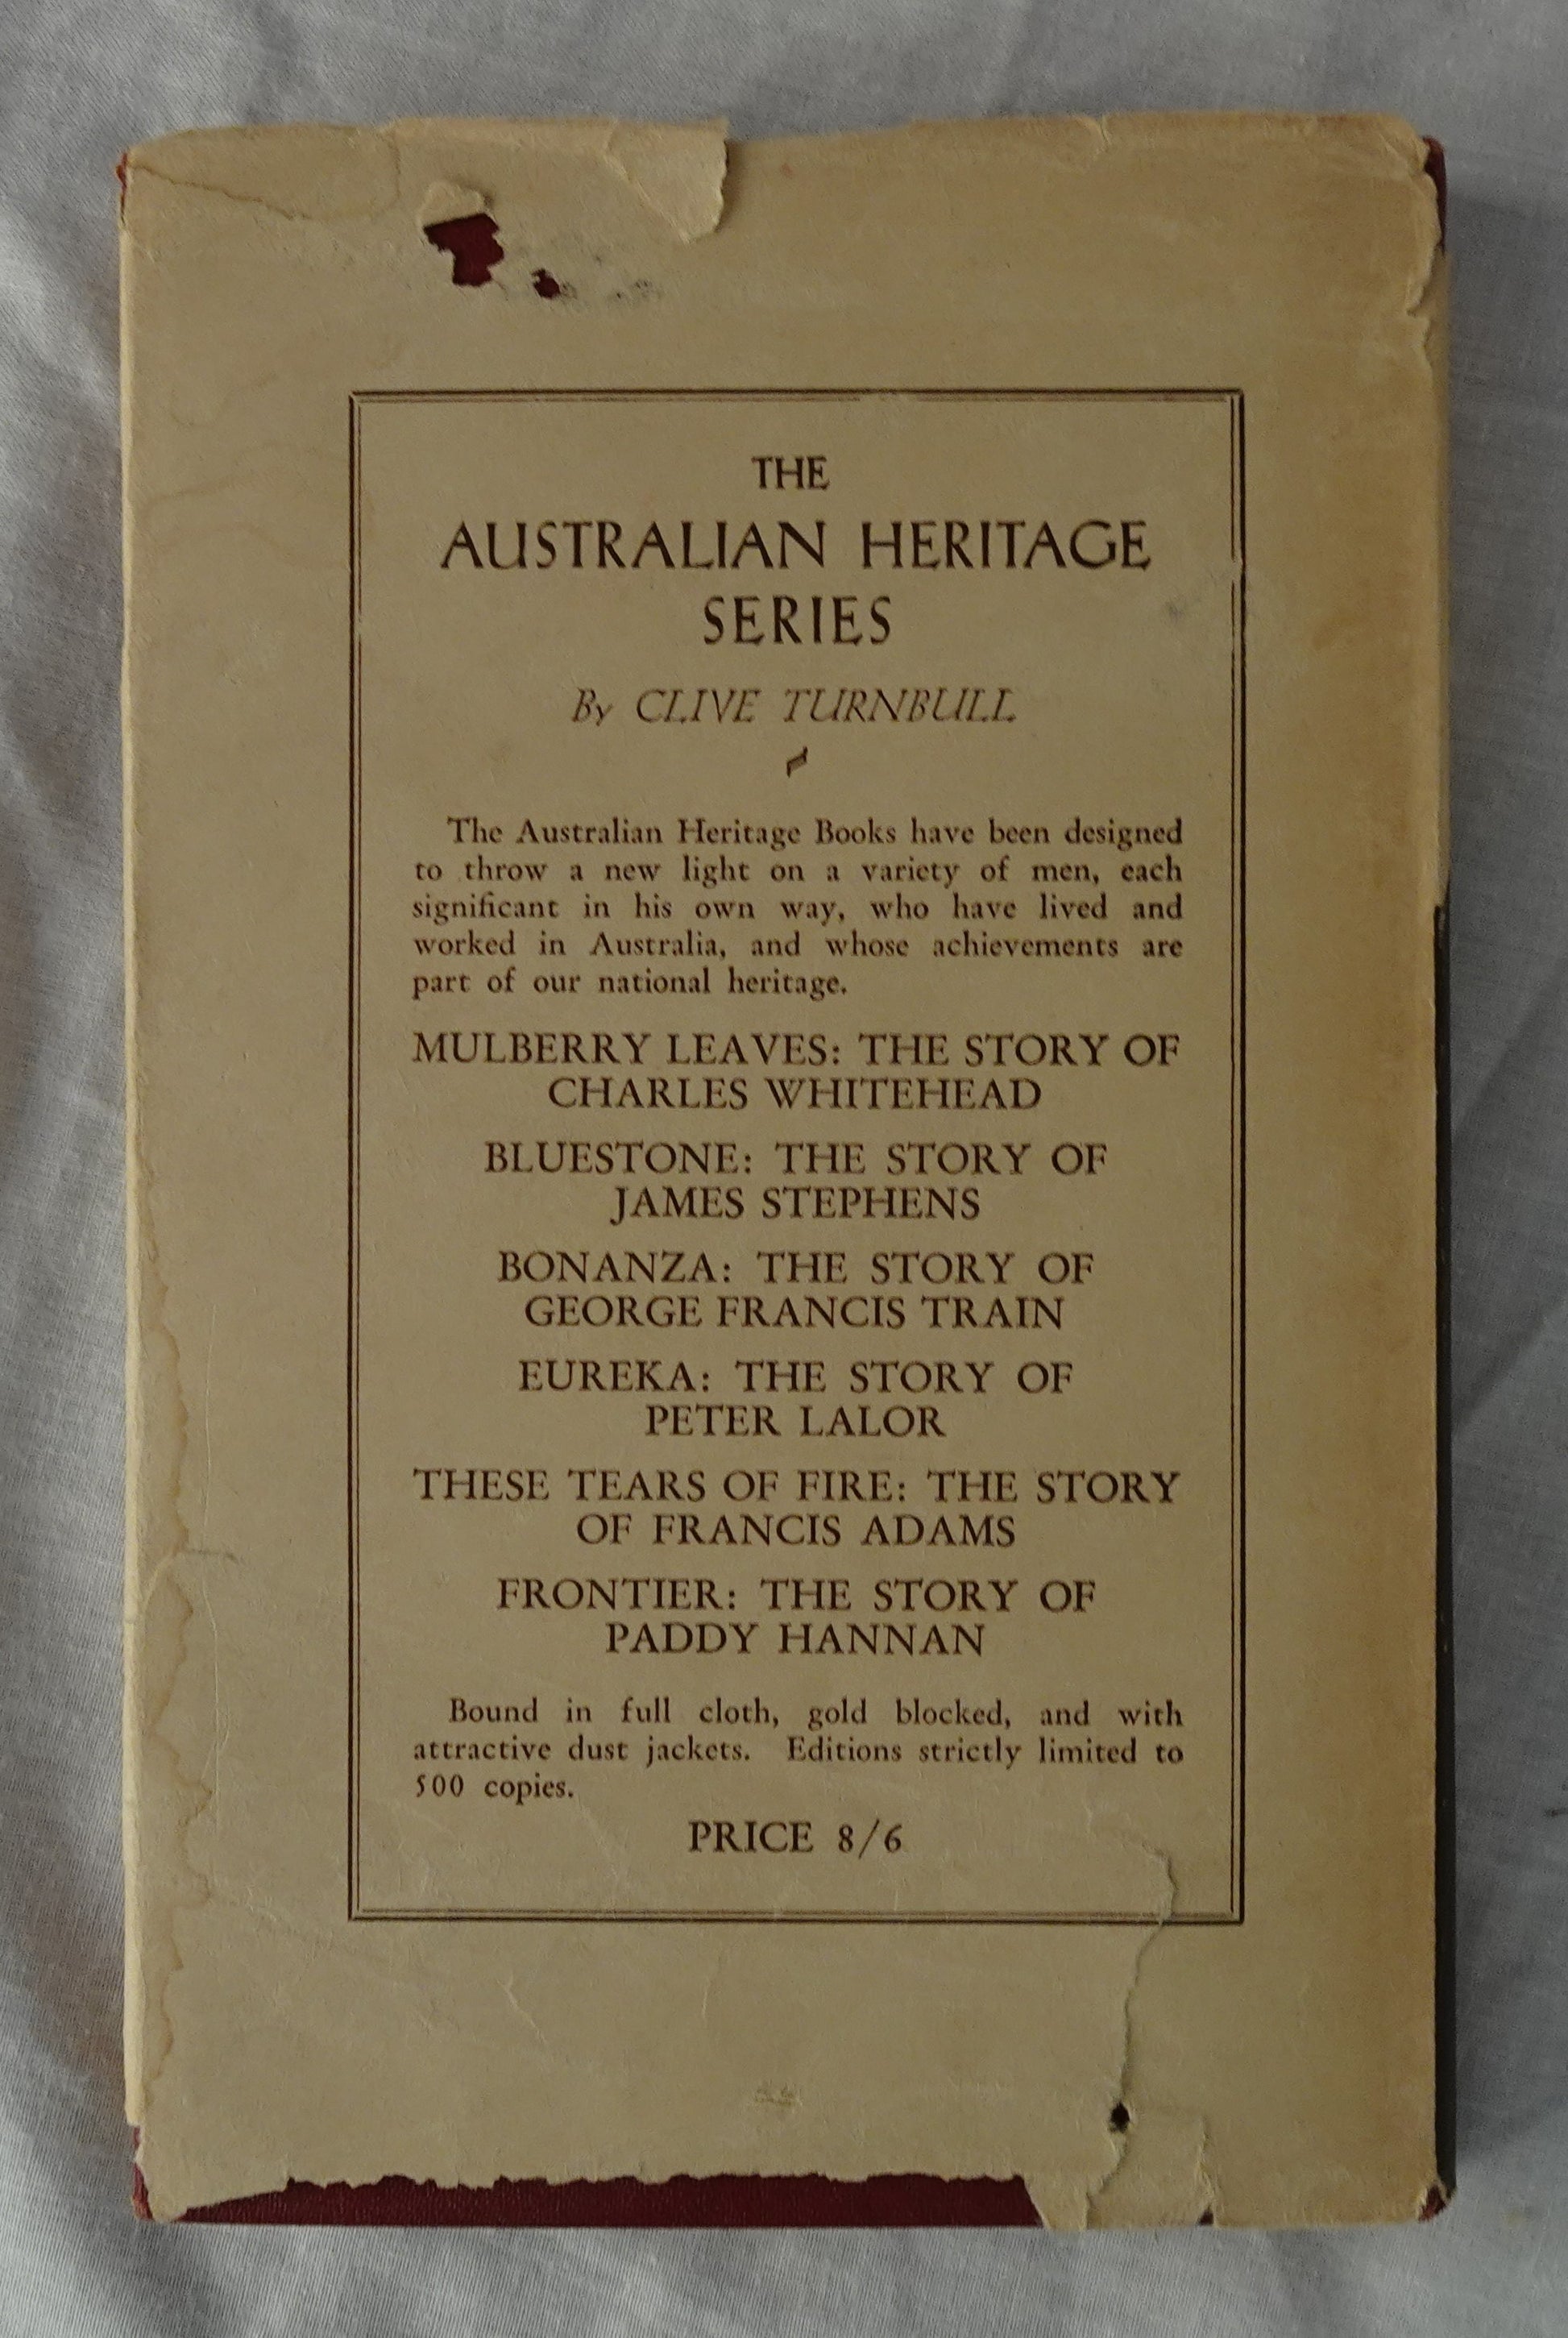 THE
AUSTRALIAN HERITAGE
SERIES
By CLIVE TURNBULL
The Australian Heritage Books have been designed
to throw a new light on a variety of men, each
significant in his own way, who have lived and
worked in Australia, and whose achievements are
part of our national heritage.
MULBERRY LEAVES: THE STORY OF
CHARLES WHITEHEAD
BLUESTONE: THE STORY OF
JAMES STEPHENS
BONANZA: THE STORY OF
GEORGE FRANCIS TRAIN
EUREKA: THE STORY OF
PETER LALOR
THESE TEARS OF FIRE: THE STORY
OF FRANCIS ADAMS
FRONTIER: THE STORY OF
PADDY HANNAN
Bound in full cloth, gold blocked, and with
attractive dust jackets. Editions strictly limited to
500 copies.
PRICE 8/6